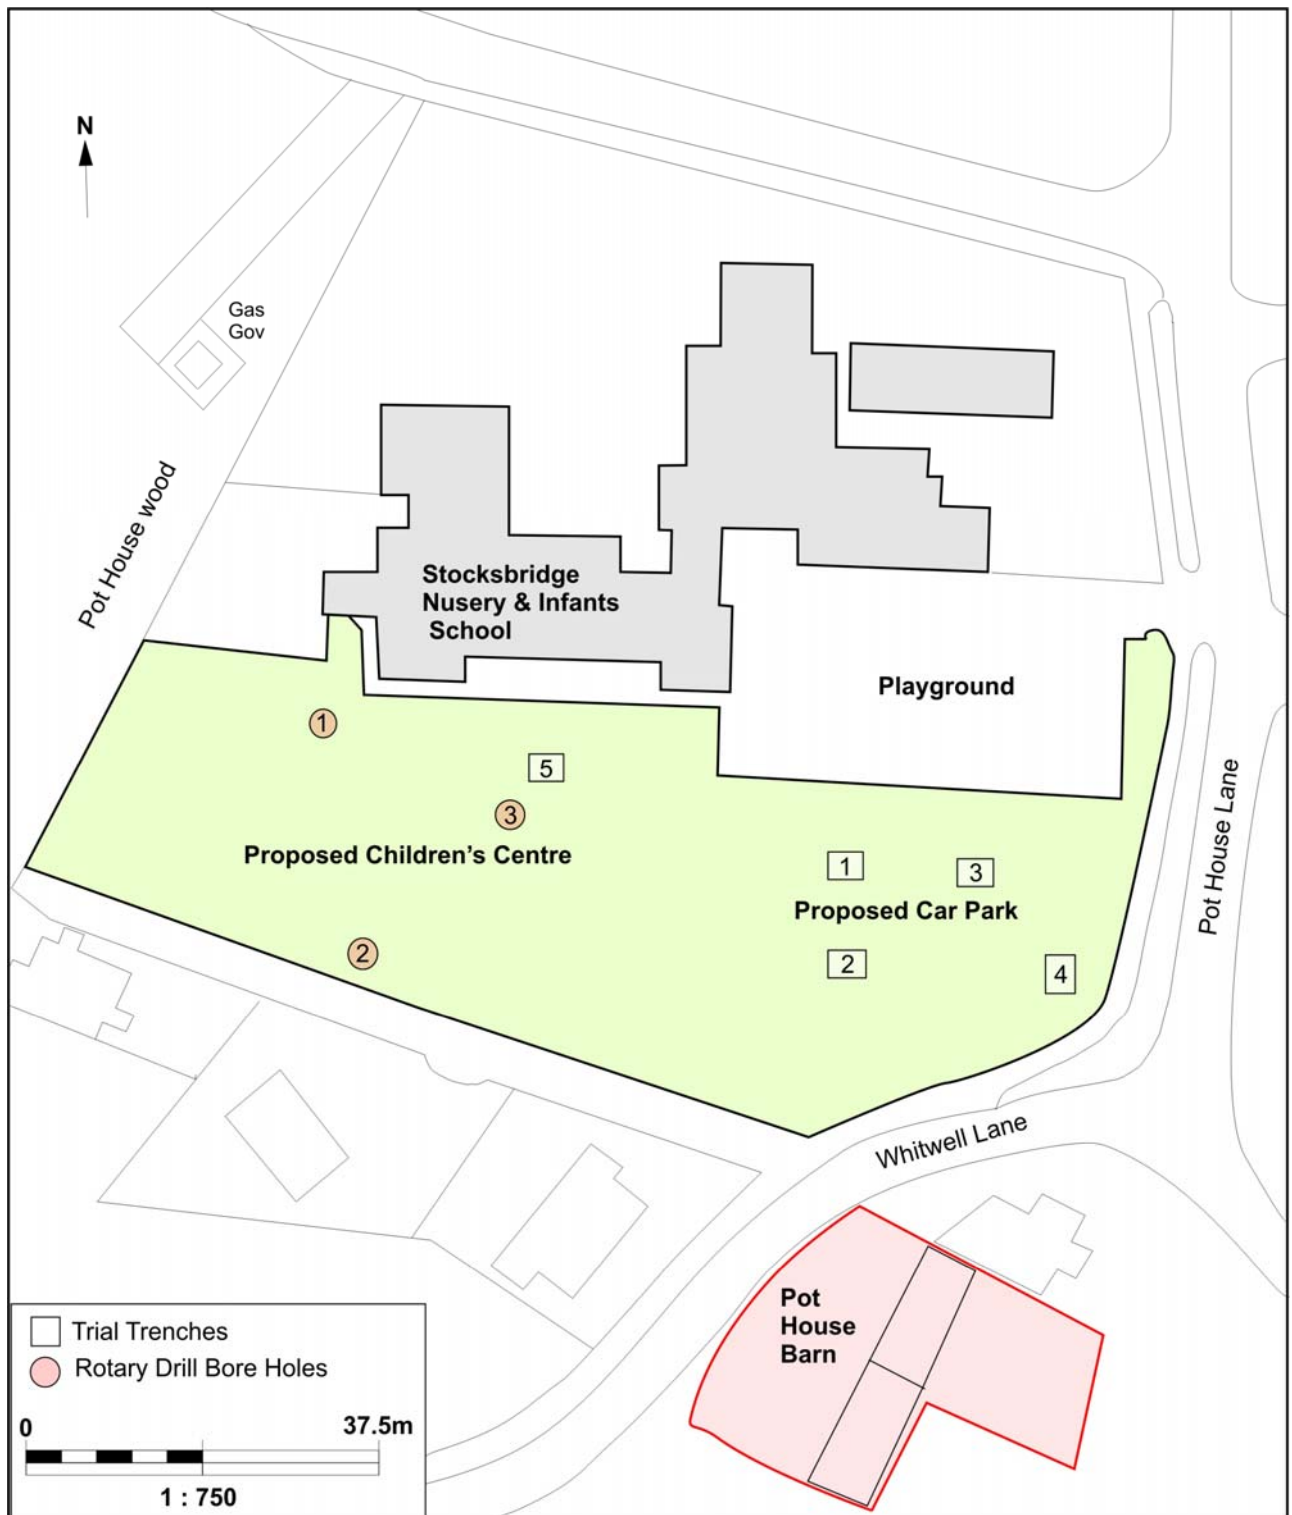 N
Gas
Gov
Pot House wood
Stocksbridge
Nusery & Infants
School
Playground
1
5
3
Proposed Children's Centre
1
3
Proposed Car Park
2
2
4
Pot House Lane
Whitwell Lane
Pot
House
Barn
Trial Trenches
Rotary Drill Bore Holes
0 37.5m
1 : 750